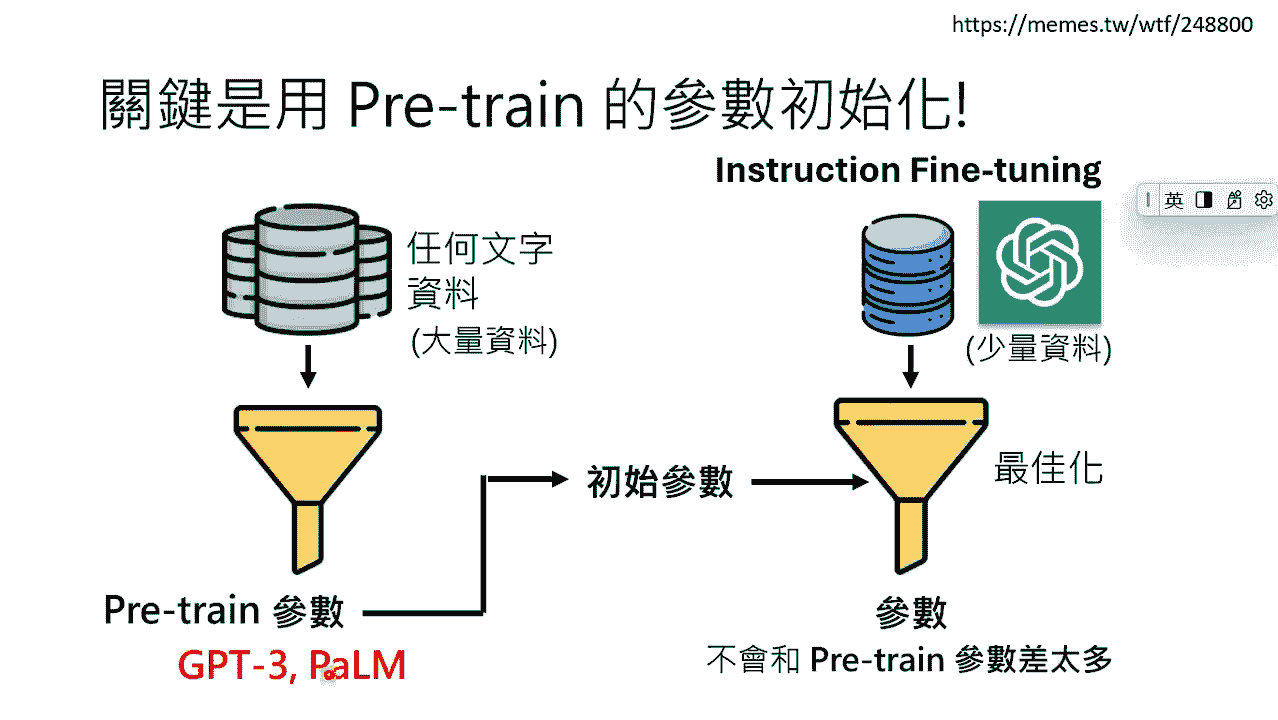 https://memes.tw/wtf/248800
關鍵是用 Pre-train 的參數初始化!
Instruction Fine-tuning
英
任何文字
資料
(大量資料)
(少量資料)
初始參數
最佳化
Pre-train 參數
GPT-3, PaLM
參數
不會和 Pre-train 參數差太多